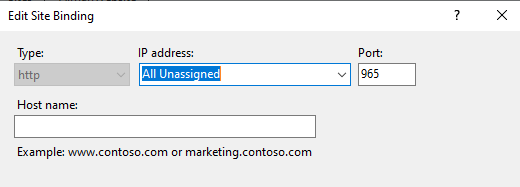 Edit Site Binding ? ×
Type: IP address: Port:
http All Unassigned 965
Host name:
Example: www.contoso.com or marketing.contoso.com